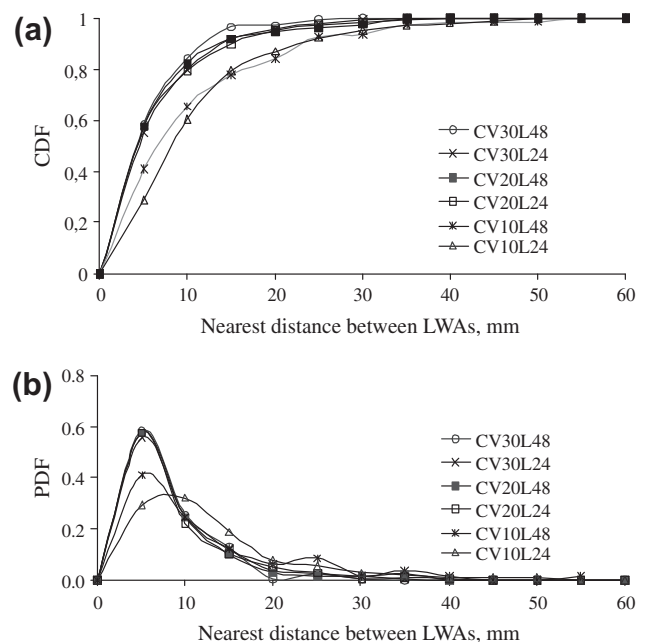 (a)
1
0,8
0,6
0,4
0,2
0
CDF
CV30L48
CV30L24
CV20L48
CV20L24
CV10L48
CV10L24
0 10 20 30 40 50 60
Nearest distance between LWAs, mm
(b)
0.8
0.6
0.4
0.2
0.0
PDF
CV30L48
CV30L24
CV20L48
CV20L24
CV10L48
CV10L24
0 10 20 30 40 50 60
Nearest distance between LWAs, mm